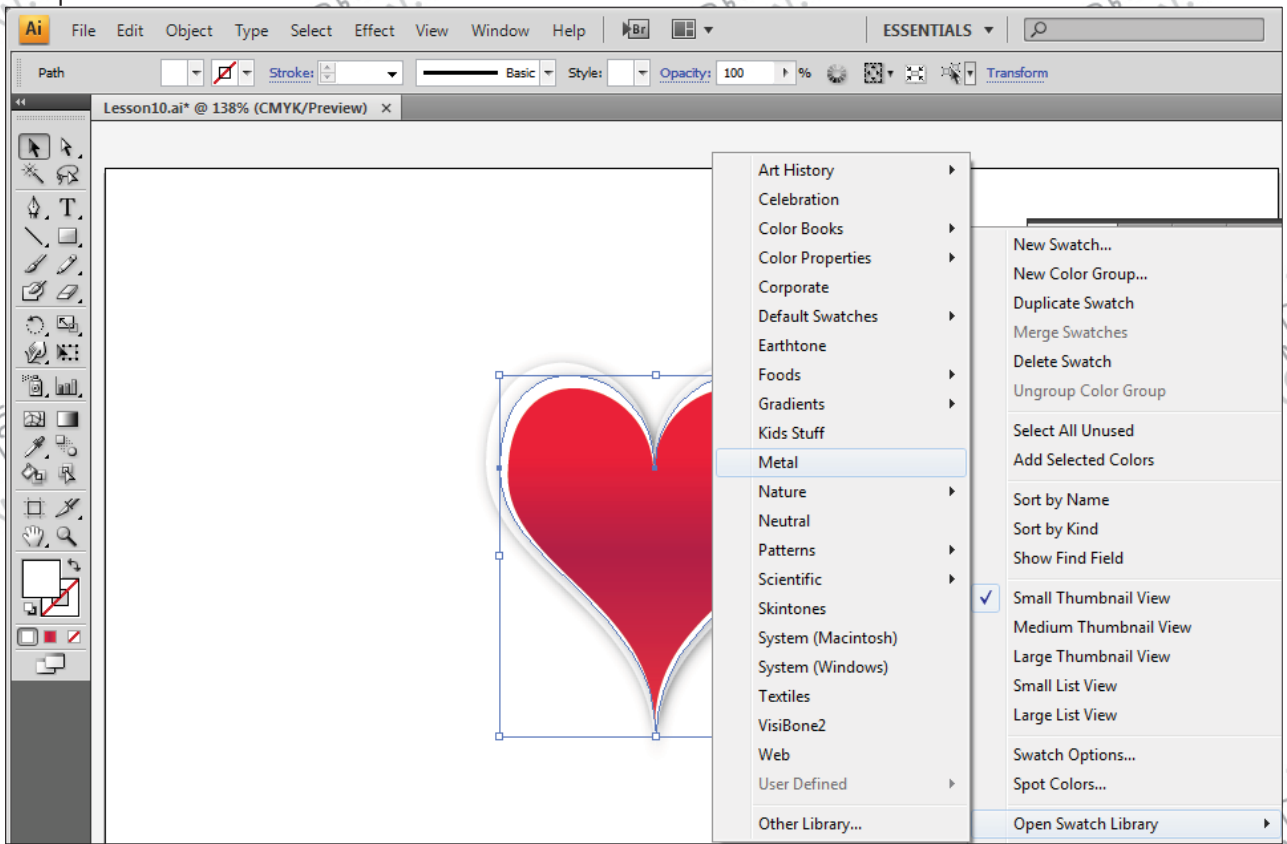 Ai File Edit Object Type Select Effect View Window Help Br ESSENTIALS
Path Stroke: Basic Style: Opacity: 100 % Transform
Lesson10.ai* @ 138% (CMYK/Preview) ×
T
Art History
Celebration
Color Books
Color Properties
Corporate
Default Swatches
Earthtone
Foods
Gradients
Kids Stuff
Metal
Nature
Neutral
Patterns
Scientific
Skintones
System (Macintosh)
System (Windows)
Textiles
VisiBone2
Web
User Defined
Other Library...
New Swatch...
New Color Group...
Duplicate Swatch
Merge Swatches
Delete Swatch
Ungroup Color Group
Select All Unused
Add Selected Colors
Sort by Name
Sort by Kind
Show Find Field
Small Thumbnail View
Medium Thumbnail View
Large Thumbnail View
Small List View
Large List View
Swatch Options...
Spot Colors...
Open Swatch Library